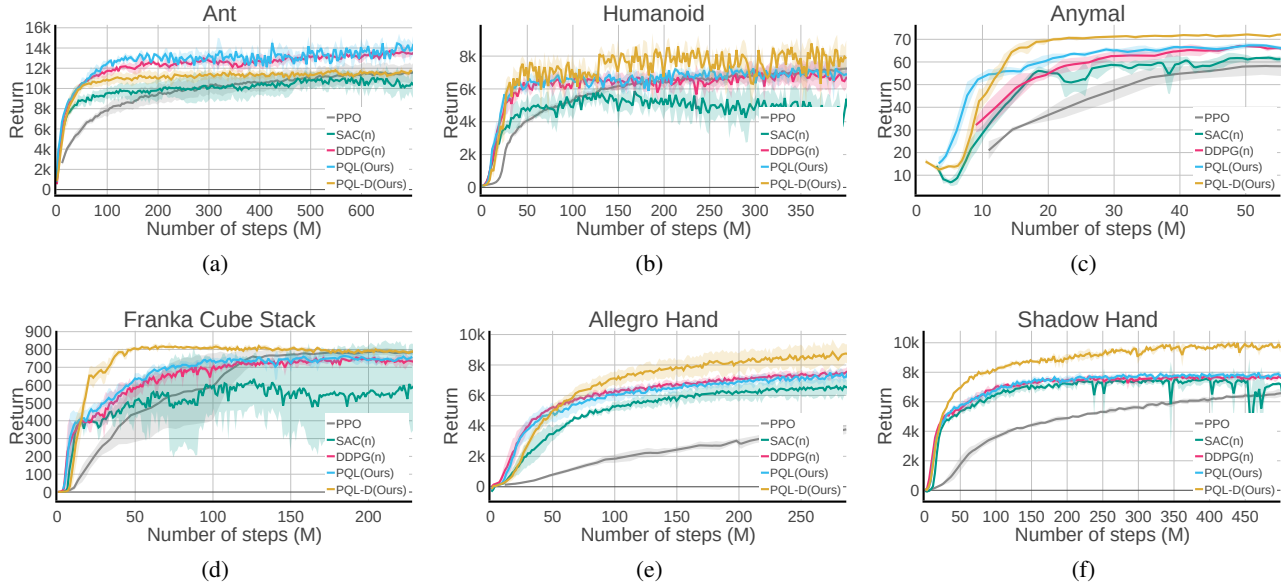 Ant
16k
14k
12k
10k
8k
6k
4k
2k
0
Return
0 100 200 300 400 500 600
Number of steps (M)
PPO
SAC(n)
DDPG(n)
PQL(Ours)
PQL-D(Ours)
(a)
Humanoid
8k
6k
4k
2k
0
Return
0 50 100 150 200 250 300 350
Number of steps (M)
PPO
SAC(n)
DDPG(n)
PQL(Ours)
PQL-D(Ours)
(b)
Anymal
70
60
50
40
30
20
10
Return
0 10 20 30 40 50
Number of steps (M)
PPO
SAC(n)
DDPG(n)
PQL(Ours)
PQL-D(Ours)
(c)
Franka Cube Stack
900
800
700
600
500
400
300
200
100
0
Return
0 50 100 150 200
Number of steps (M)
PPO
SAC(n)
DDPG(n)
PQL(Ours)
PQL-D(Ours)
(d)
Allegro Hand
10k
8k
6k
4k
2k
0
Return
0 50 100 150 200 250
Number of steps (M)
PPO
SAC(n)
DDPG(n)
PQL(Ours)
PQL-D(Ours)
(e)
Shadow Hand
10k
8k
6k
4k
2k
0
Return
0 50 100 150 200 250 300 350 400 450
Number of steps (M)
PPO
SAC(n)
DDPG(n)
PQL(Ours)
PQL-D(Ours)
(f)